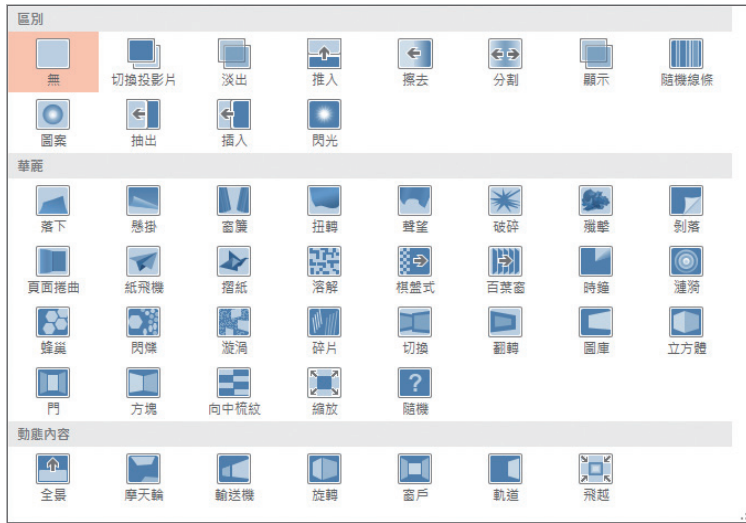 區別
無 切換投影片 淡出 推入 擦去 分割 顯示 隨機線條
圖案 抽出 插入 閃光
華麗
落下 懸掛 窗簾 扭轉 聲望 破碎 殲擊 剝落
頁面捲曲 紙飛機 摺紙 溶解 棋盤式 百葉窗 時鐘 漣漪
蜂巢 閃爍 漩渦 碎片 切換 翻轉 圖庫 立方體
門 方塊 向中梳紋 縮放 隨機
?
動態內容
全景 摩天輪 輸送機 旋轉 窗戶 軌道 飛越